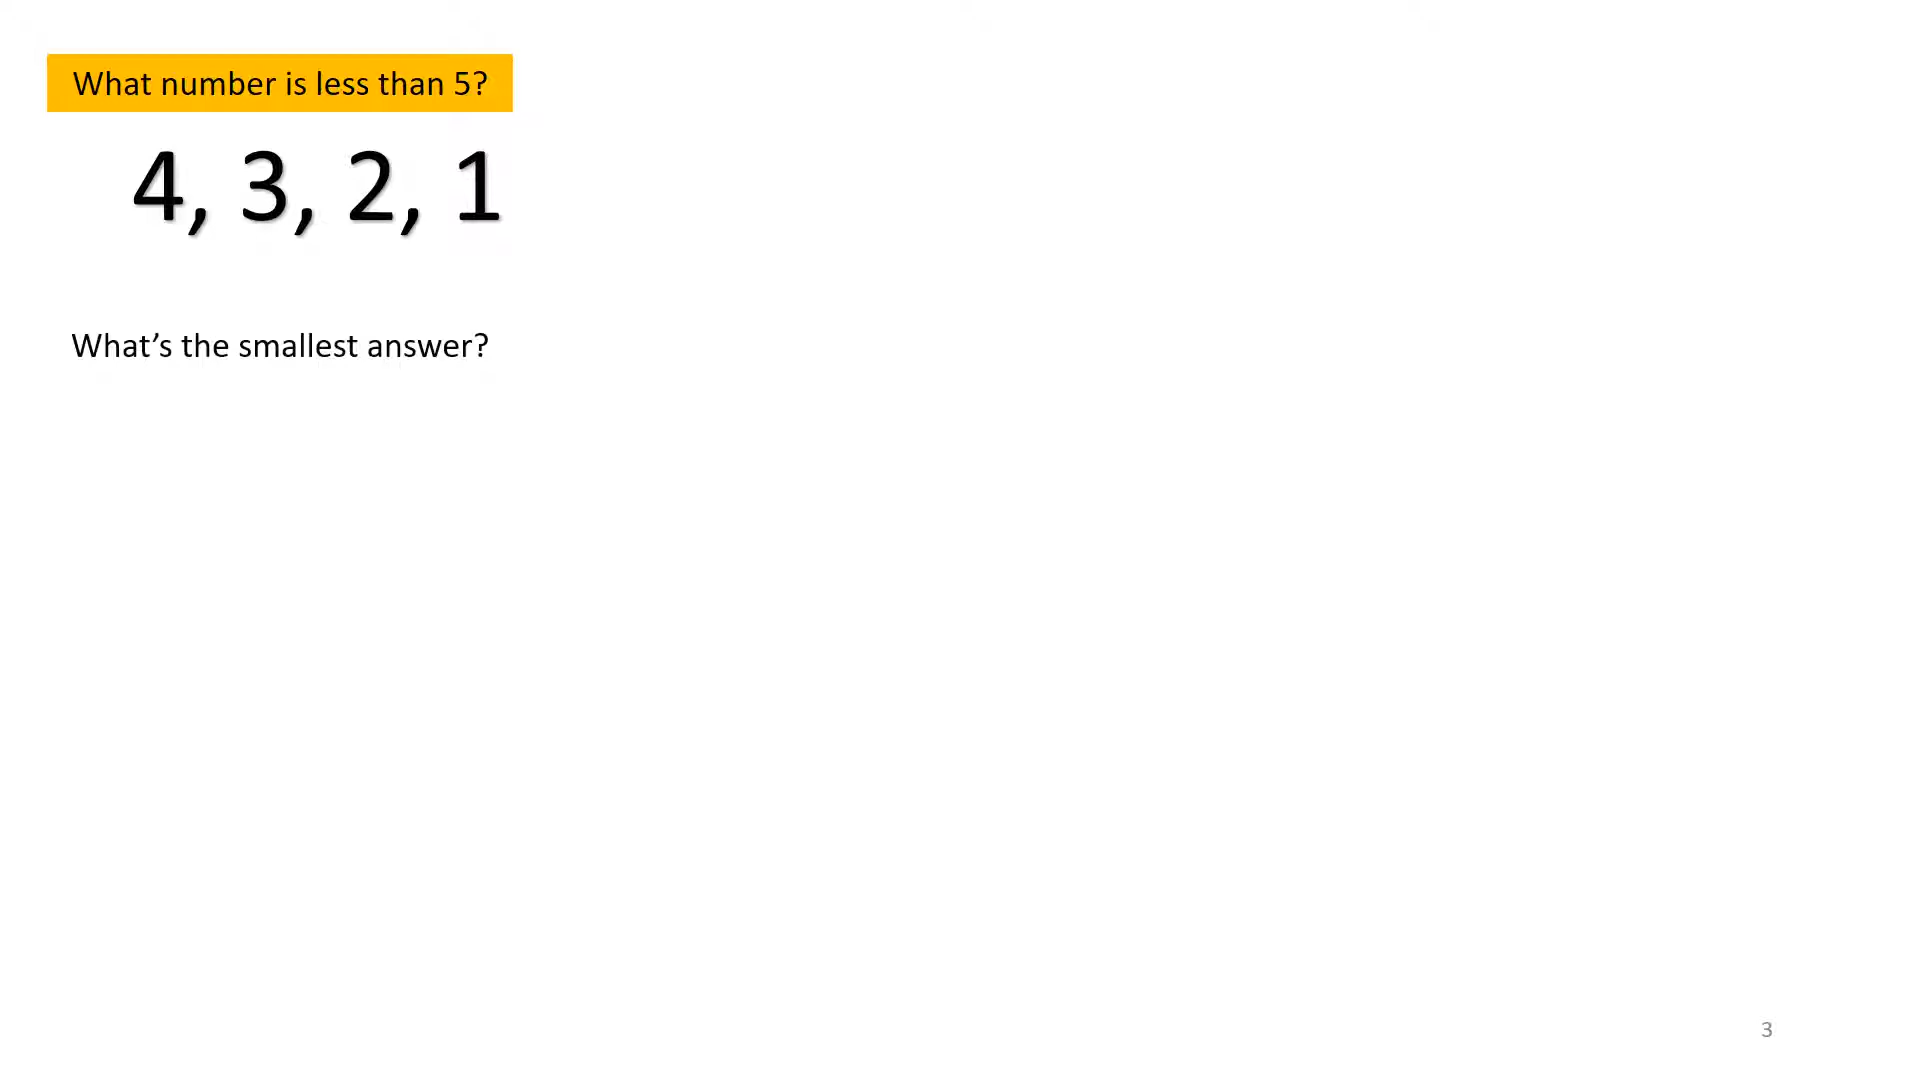 What number is less than 5?
4, 3, 2, 1
What’s the smallest answer?
3